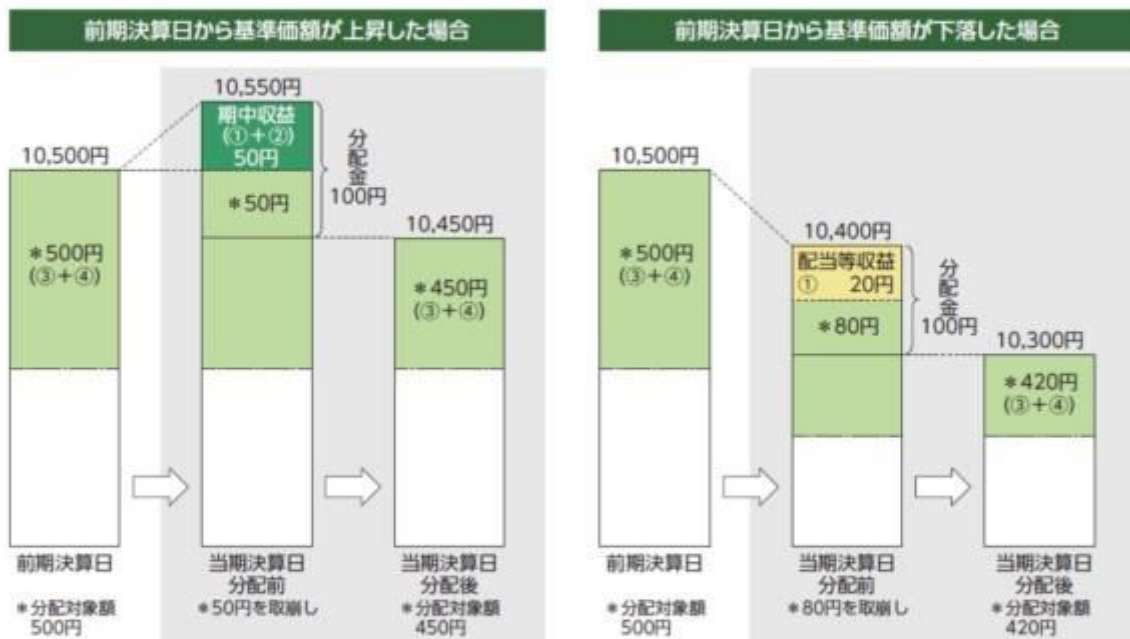 前期決算日から基準価額が上昇した場合
10,550円
期中収益
(①+②)
50円
10,500円
分配金
100円
*50円
10,450円
*500円
(③+④)
*450円
(③+④)
前期決算日
当期決算日
分配前
当期決算日
分配後
*分配対象額
500円
*50円を取崩し
*分配対象額
450円
前期決算日から基準価額が下落した場合
10,500円
10,400円
配当等収益
① 20円
分配金
100円
*500円
(③+④)
*80円
10,300円
*420円
(③+④)
前期決算日
当期決算日
分配前
当期決算日
分配後
*分配対象額
500円
*80円を取崩し
*分配対象額
420円